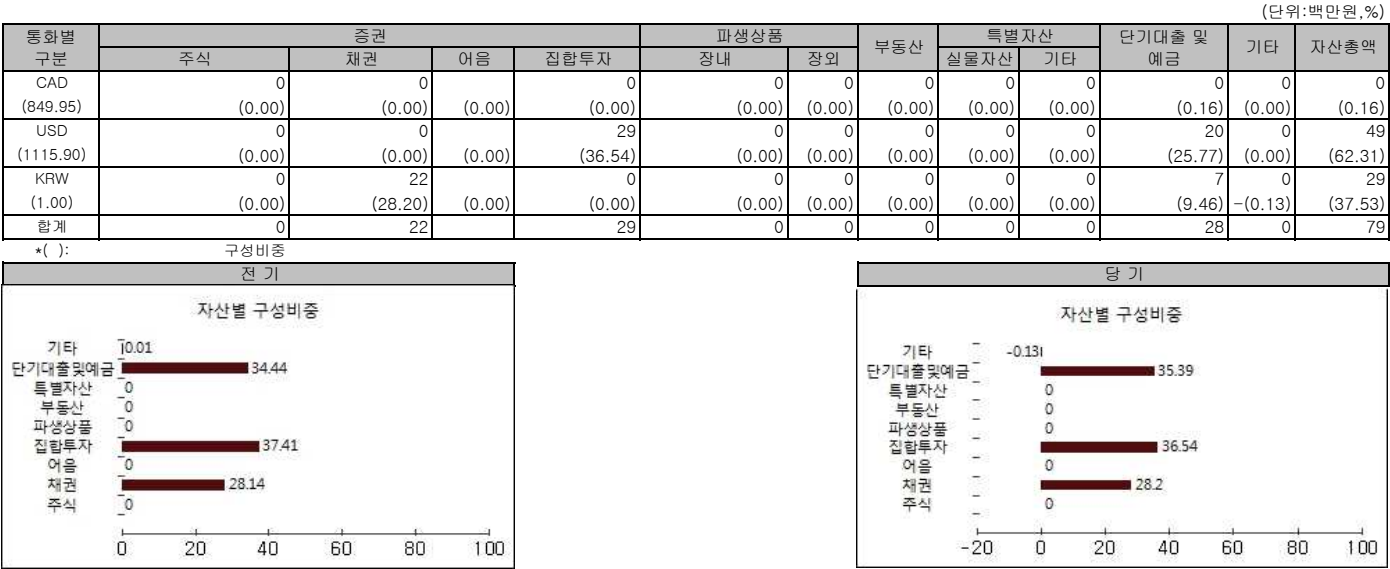 (단위:백만원,%)
통화별 구분 증권 파생상품 부동산 특별자산 단기대출 및 예금 기타 자산총액
주식 채권 어음 집합투자 장내 장외 실물자산 기타
CAD 0 0 0 0 0 0 0 0 0 0 0
(849.95) (0.00) (0.00) (0.00) (0.00) (0.00) (0.00) (0.00) (0.00) (0.00) (0.16) (0.00) (0.16)
USD 0 0 29 0 0 0 0 0 20 0 49
(1115.90) (0.00) (0.00) (0.00) (36.54) (0.00) (0.00) (0.00) (0.00) (0.00) (25.77) (0.00) (62.31)
KRW 0 22 0 0 0 0 0 0 7 0 29
(1.00) (0.00) (28.20) (0.00) (0.00) (0.00) (0.00) (0.00) (0.00) (0.00) (9.46) -(0.13) (37.53)
합계 0 22 29 0 0 0 0 0 28 0 79
*( ): 구성비중
전 기
자산별 구성비중
기타 0.01
단기대출및예금 34.44
특별자산 0
부동산 0
파생상품 0
집합투자 37.41
어음 0
채권 28.14
주식 0
0 20 40 60 80 100
당 기
자산별 구성비중
기타 -0.13
단기대출및예금 35.39
특별자산 0
부동산 0
파생상품 0
집합투자 36.54
어음 0
채권 28.2
주식 0
-20 0 20 40 60 80 100